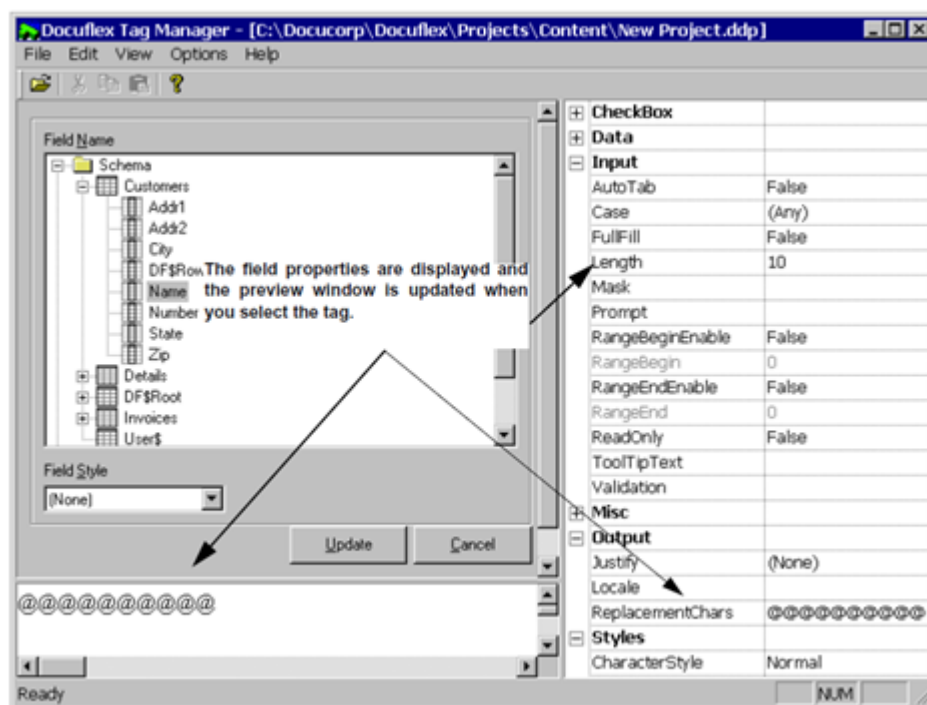 Docuflex Tag Manager - [C:\Docucorp\Docuflex\Projects\Content\New Project.ddp]
File Edit View Options Help
Field Name
Schema
Customers
Addr1
Addr2
City
DF$Row
Name
Number
State
Zip
Details
DF$Root
Invoices
User$
The field properties are displayed and
the preview window is updated when
you select the tag.
Field Style
(None)
Update Cancel
@@@@@@@@@@
CheckBox
Data
Input
AutoTab False
Case (Any)
FullFill False
Length 10
Mask
Prompt
RangeBeginEnable False
RangeBegin 0
RangeEndEnable False
RangeEnd 0
ReadOnly False
ToolTipText
Validation
Misc
Output
Justify (None)
Locale
ReplacementChars @@@@@@@@@@
Styles
CharacterStyle Normal
Ready NUM